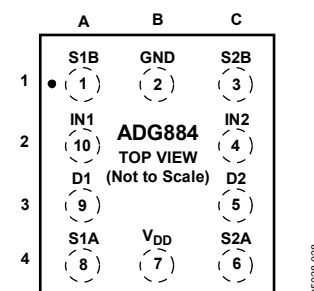 A B C
S1B GND S2B
1 1 2 3
IN1 IN2
2 10 ADG884 4
TOP VIEW
D1 (Not to Scale) D2
3 9 5
S1A VDD S2A
4 8 7 6